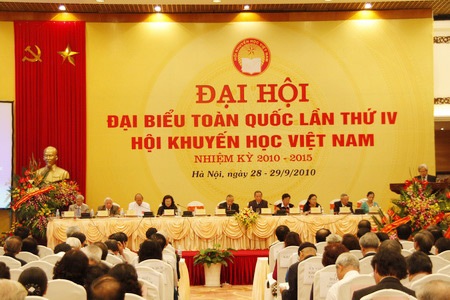 ĐẠI HỘI
ĐẠI BIỂU TOÀN QUỐC LẦN THỨ IV
HỘI KHUYẾN HỌC VIỆT NAM
NHIỆM KỲ 2010 - 2015
Hà Nội, ngày 28 - 29/9/2010